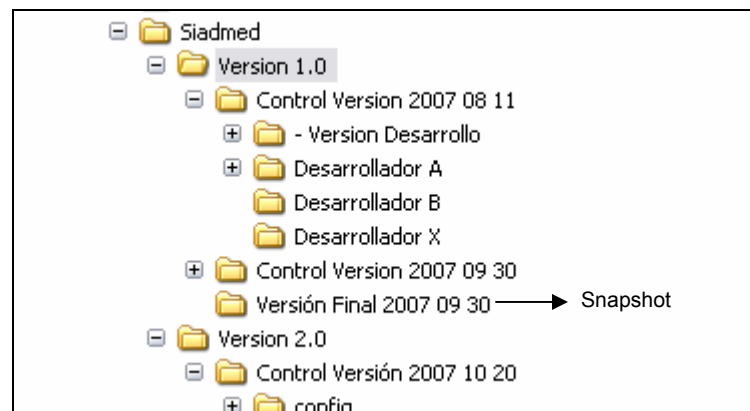 Siadmed
Version 1.0
Control Version 2007 08 11
- Version Desarrollo
Desarrollador A
Desarrollador B
Desarrollador X
Control Version 2007 09 30
Versión Final 2007 09 30 Snapshot
Version 2.0
Control Versión 2007 10 20
config